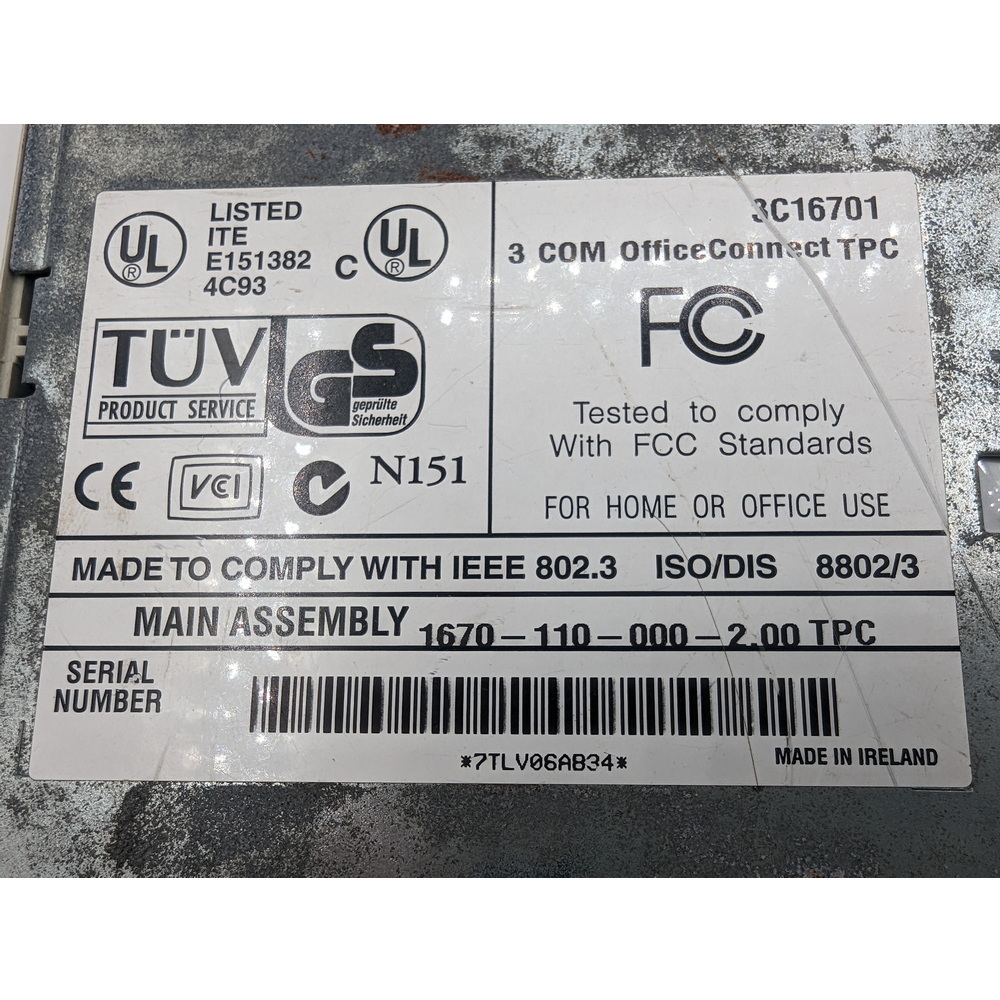 UL
®
LISTED
ITE
E151382
4C93
C
UL
®
3C16701
3 COM OfficeConnect TPC
FC
Tested to comply
With FCC Standards
FOR HOME OR OFFICE USE
TÜV
PRODUCT SERVICE
GS
geprüfte
Sicherheit
CE
VCI
N151
MADE TO COMPLY WITH IEEE 802.3 ISO/DIS 8802/3
MAIN ASSEMBLY 1670-110-000-2.00 TPC
SERIAL
NUMBER
*7TLV06AB34*
MADE IN IRELAND